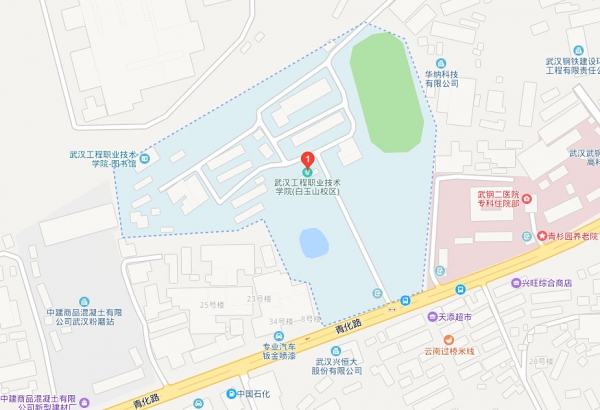 华纳科技
有限公司
武汉钢铁建设环
工程有限责任公
武汉工程职业技术
学院-图书馆
1
武汉工程职业技术
学院(白玉山校区)
武汉武钢
高科
武钢二医院
专科住院部
青杉园养老院
兴旺综合商店
中建商品混凝土有限
公司武汉粉磨站
25号楼
23号楼
34号楼
8号楼
青化路
天添超市
专业汽车
钣金喷漆
武汉兴恒大
股份有限公司
云南过桥米线
28号楼
中国石化
中建商品混凝土有限
公司新型建材厂
青化路